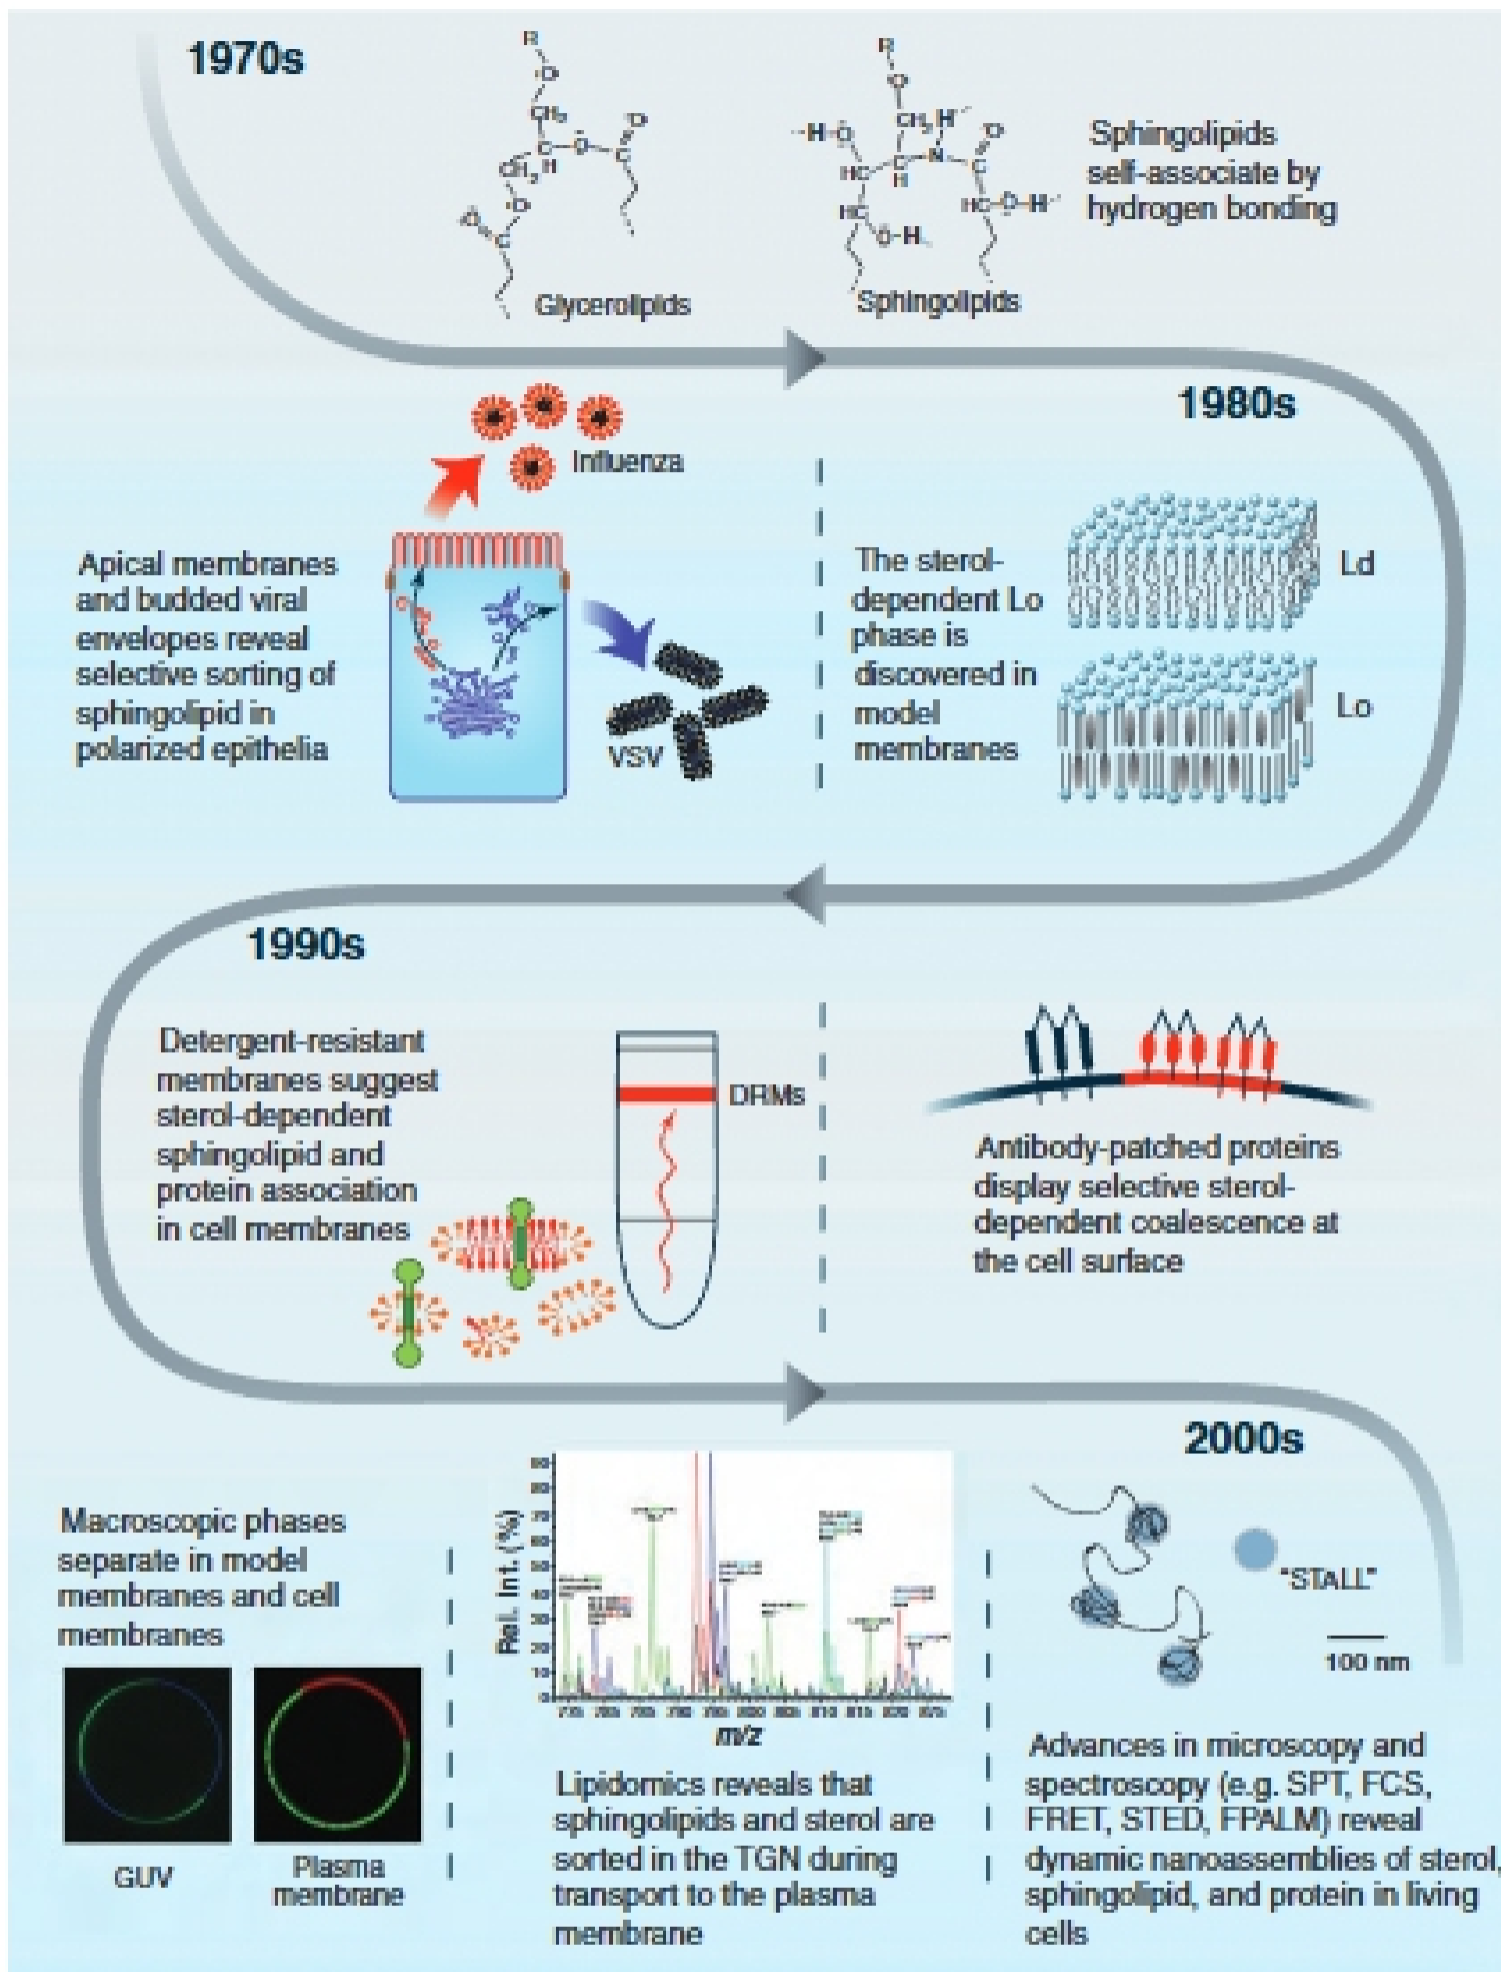 1970s
Sphingolipids
self-associate by
hydrogen bonding
Glycerolipids
Sphingolipids
1980s
Influenza
Apical membranes
and budded viral
envelopes reveal
selective sorting of
sphingolipid in
polarized epithelia
VSV
The sterol-
dependent Lo
phase is
discovered in
model
membranes
Ld
Lo
1990s
Detergent-resistant
membranes suggest
sterol-dependent
sphingolipid and
protein association
in cell membranes
DRMs
Antibody-patched proteins
display selective sterol-
dependent coalescence at
the cell surface
2000s
Macroscopic phases
separate in model
membranes and cell
membranes
GUV
Plasma
membrane
Rel. Int. (%)
m/z
Lipidomics reveals that
sphingolipids and sterol are
sorted in the TGN during
transport to the plasma
membrane
"STALL"
100 nm
Advances in microscopy and
spectroscopy (e.g. SPT, FCS,
FRET, STED, FPALM) reveal
dynamic nanoassemblies of sterol,
sphingolipid, and protein in living
cells